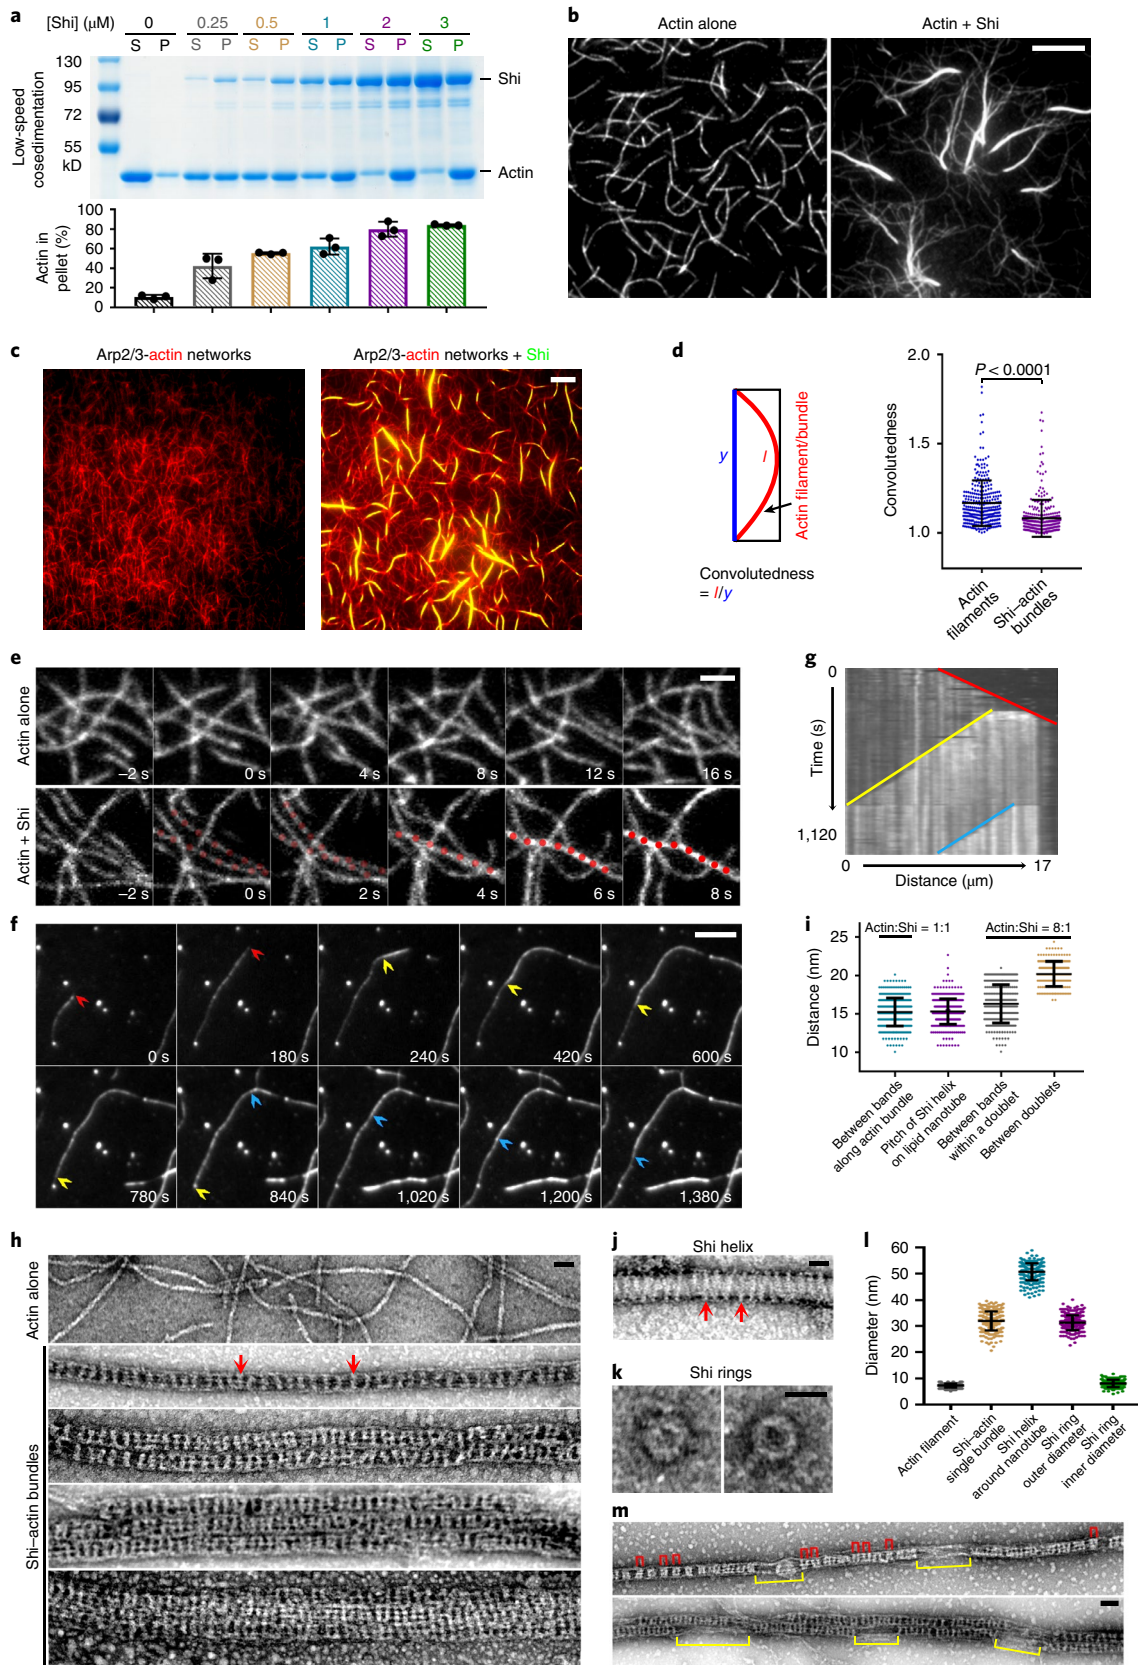 a
[Shi] (μM) 0 0.25 0.5 1 2 3
S P S P S P S P S P S P
130
95
72
55
kD
Low-speed
cosedimentation
Shi
Actin
Actin in
pellet (%)
100
80
60
40
20
0
b
Actin alone
Actin + Shi
c
Arp2/3-actin networks
Arp2/3-actin networks + Shi
d
y
l
Actin filament/bundle
Convolutedness
= l/y
Convolutedness
2.0
1.5
1.0
P < 0.0001
Actin
filaments
Shi–actin
bundles
e
Actin alone
–2 s 0 s 4 s 8 s 12 s 16 s
Actin + Shi
–2 s 0 s 2 s 4 s 6 s 8 s
f
0 s 180 s 240 s 420 s 600 s
780 s 840 s 1,020 s 1,200 s 1,380 s
g
0
Time (s)
1,120
0 17
Distance (μm)
i
Actin:Shi = 1:1
Actin:Shi = 8:1
Distance (nm)
25
20
15
10
Between bands
along actin bundle
Pitch of Shi helix
on lipid nanotube
Between bands
within a doublet
Between doublets
h
Actin alone
Shi–actin bundles
j
Shi helix
k
Shi rings
l
Diameter (nm)
60
50
40
30
20
10
0
Actin filament
Shi–actin
single bundle
Shi helix
around nanotube
Shi ring
outer diameter
Shi ring
inner diameter
m